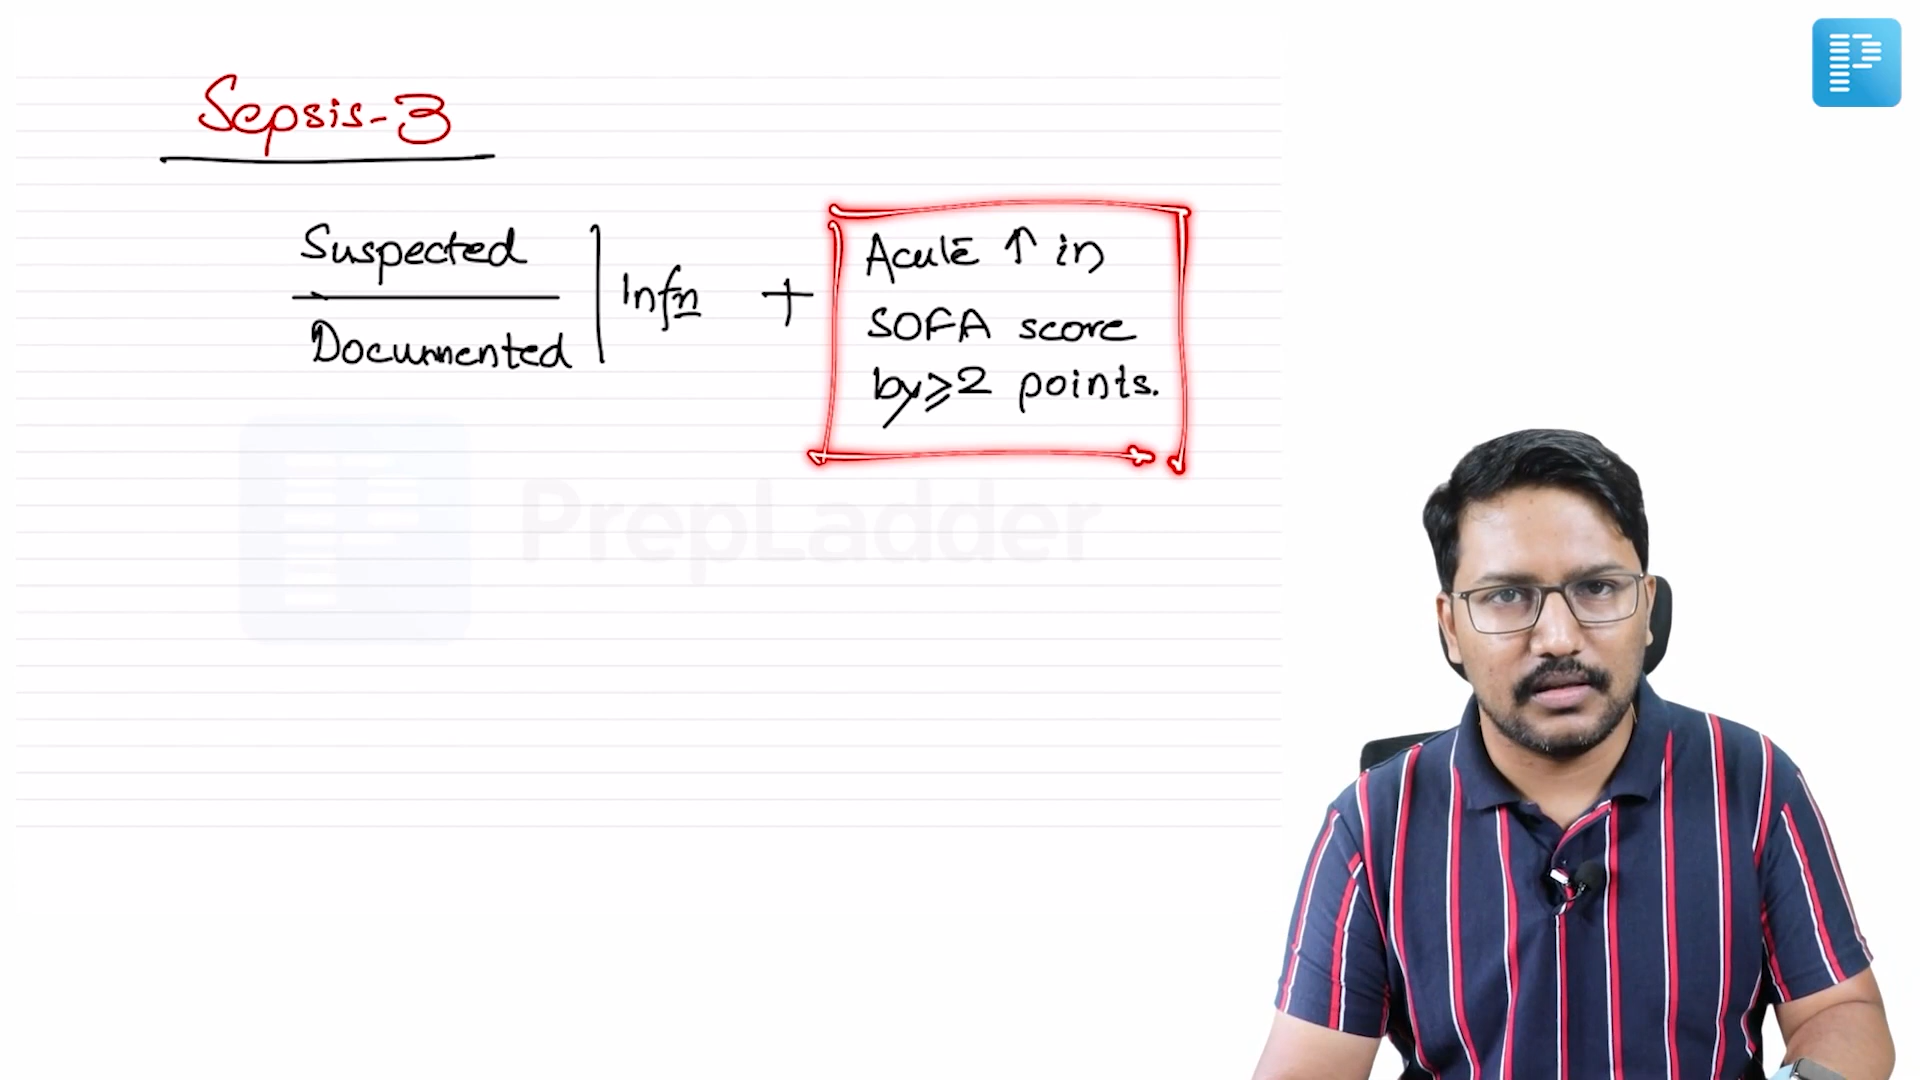 Sepsis-3
Suspected
Documented
Infn
+
Acute ↑ in
SOFA score
by ≥2 points.
PrepLadder